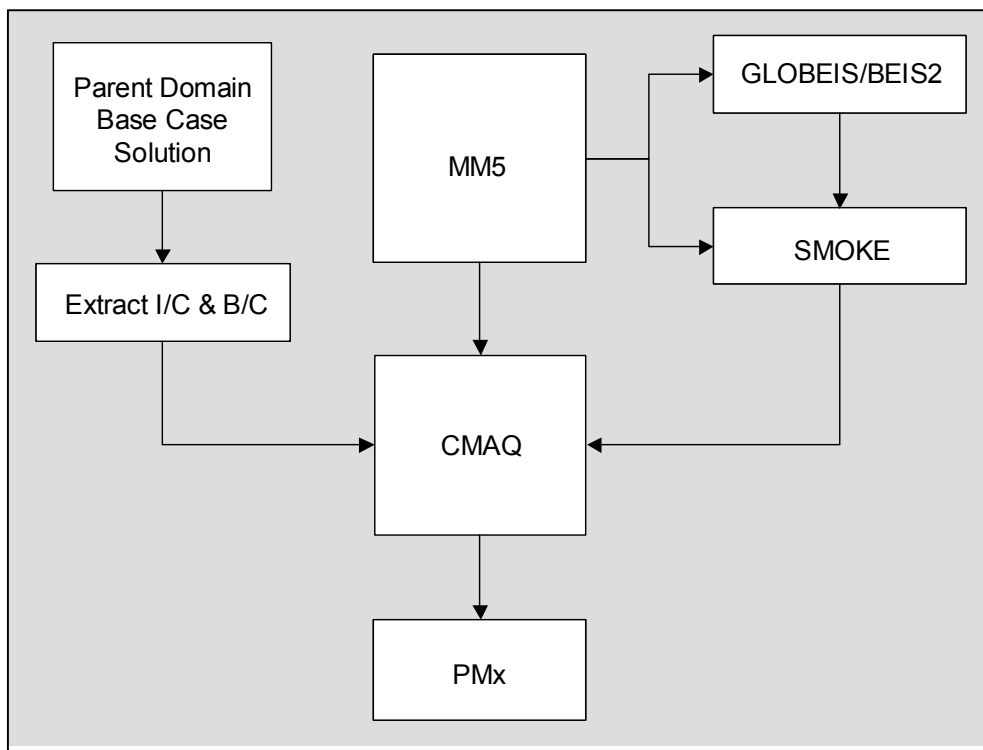 Parent Domain
Base Case
Solution
MM5
GLOBEIS/BEIS2
SMOKE
Extract I/C & B/C
CMAQ
PMx